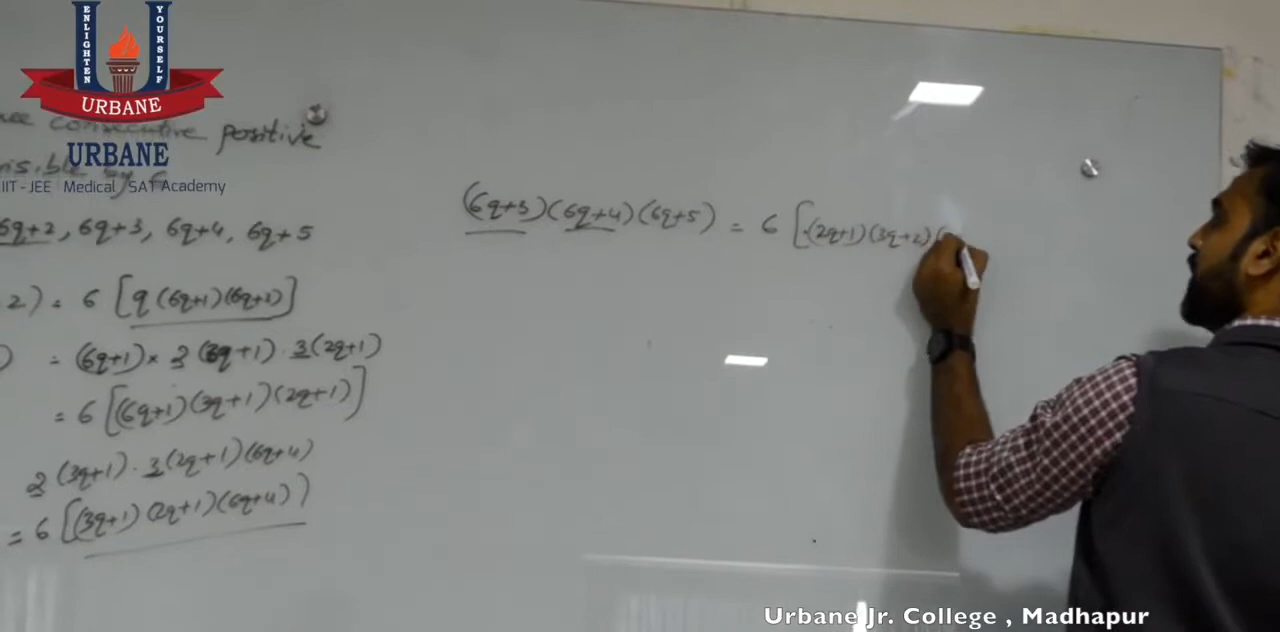 ENLIGHTEN
YOURSELF
URBANE
URBANE
IIT - JEE | Medical | SAT Academy
consecutive positive
by 6
6q+2, 6q+3, 6q+4, 6q+5
2) = 6 [q (6q+1)(6q+2)]
) = (6q+1) × 2 (3q+1) · 3(2q+1)
= 6 [(6q+1)(3q+1)(2q+1)]
2 (3q+1) · 3(2q+1)(6q+4)
= 6 [(3q+1)(2q+1)(6q+4))
(6q+3)(6q+4)(6q+5) = 6 [(2q+1)(3q+2)(
Urbane Jr. College , Madhapur